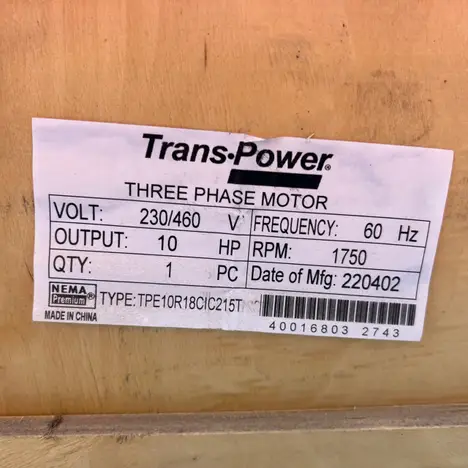 Trans-Power®
THREE PHASE MOTOR
VOLT: 230/460 V FREQUENCY: 60 Hz
OUTPUT: 10 HP RPM: 1750
QTY: 1 PC Date of Mfg: 220402
NEMA Premium® TYPE: TPE10R18CIC215T
MADE IN CHINA
40016803 2743